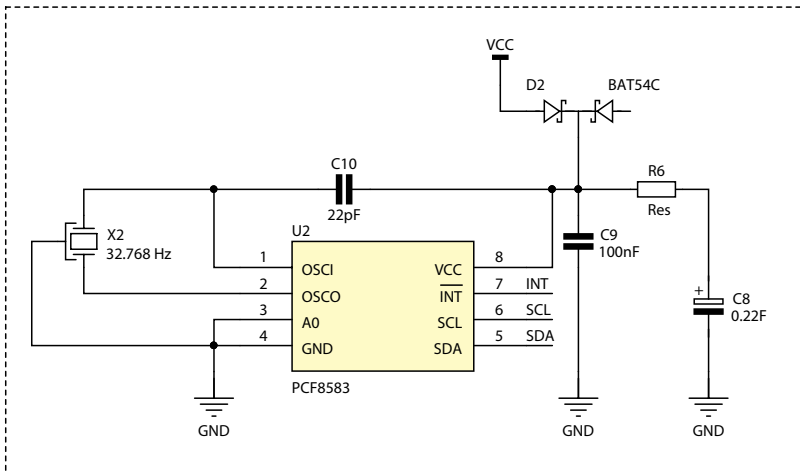 VCC
D2
BAT54C
C10
22pF
R6
Res
X2
32.768 Hz
U2
C9
100nF
1
OSCI
VCC
8
2
OSCO
INT
7
INT
3
A0
SCL
6
SCL
4
GND
SDA
5
SDA
C8
0.22F
+
PCF8583
GND
GND
GND